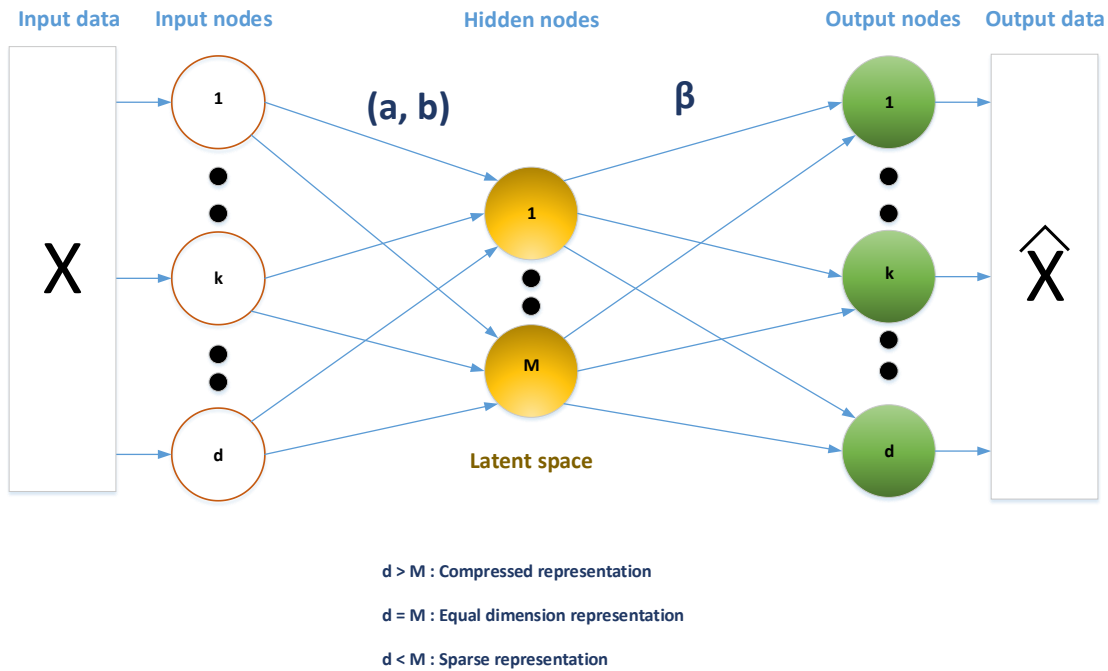 Input data
Input nodes
Hidden nodes
Output nodes
Output data
(a, b)
β
1
1
1
X
k
k
X̂
M
d
d
Latent space
d > M : Compressed representation
d = M : Equal dimension representation
d < M : Sparse representation